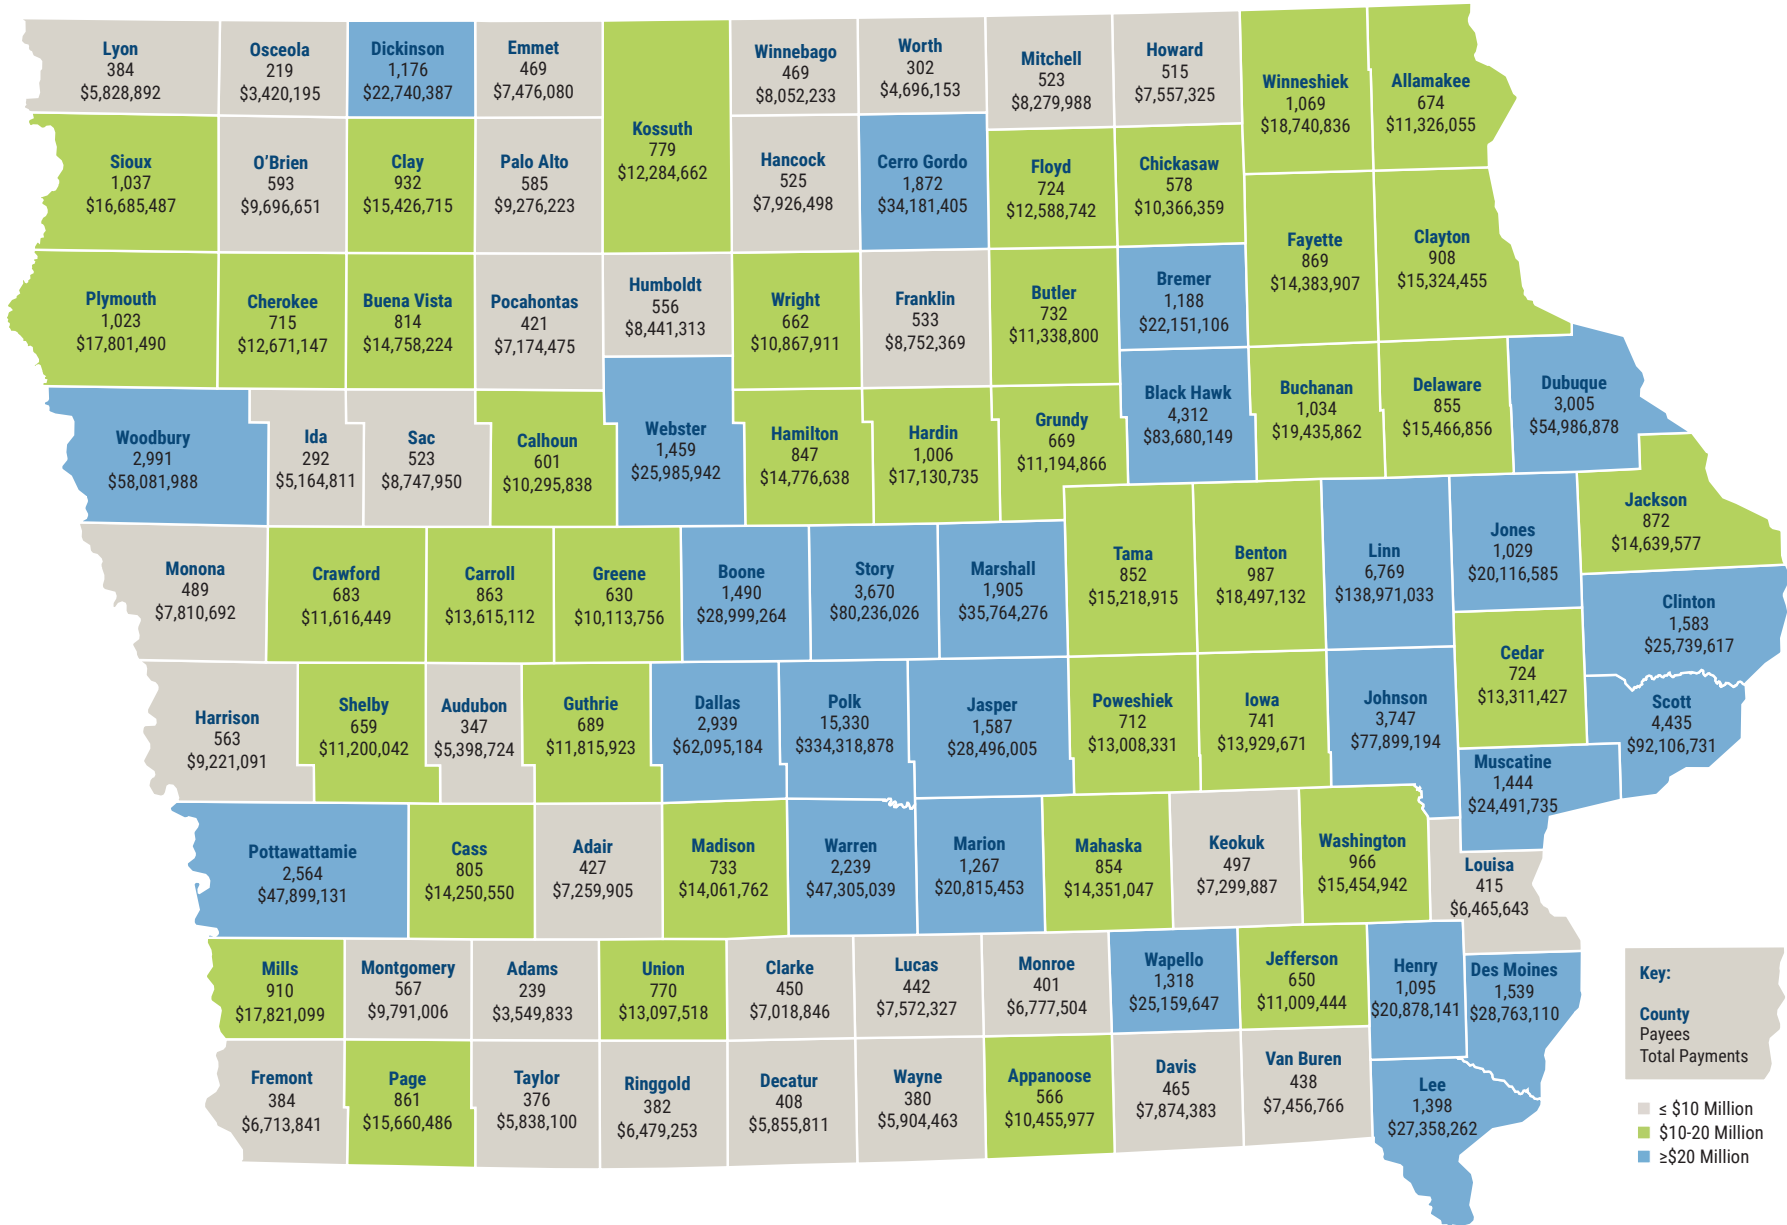 Lyon
384
$5,828,892
Osceola
219
$3,420,195
Dickinson
1,176
$22,740,387
Emmet
469
$7,476,080
Kossuth
779
$12,284,662
Winnebago
469
$8,052,233
Worth
302
$4,696,153
Mitchell
523
$8,279,988
Howard
515
$7,557,325
Winneshiek
1,069
$18,740,836
Allamakee
674
$11,326,055
Sioux
1,037
$16,685,487
O'Brien
593
$9,696,651
Clay
932
$15,426,715
Palo Alto
585
$9,276,223
Hancock
525
$7,926,498
Cerro Gordo
1,872
$34,181,405
Floyd
724
$12,588,742
Chickasaw
578
$10,366,359
Fayette
869
$14,383,907
Clayton
908
$15,324,455
Plymouth
1,023
$17,801,490
Cherokee
715
$12,671,147
Buena Vista
814
$14,758,224
Pocahontas
421
$7,174,475
Humboldt
556
$8,441,313
Wright
662
$10,867,911
Franklin
533
$8,752,369
Butler
732
$11,338,800
Bremer
1,188
$22,151,106
Woodbury
2,991
$58,081,988
Ida
292
$5,164,811
Sac
523
$8,747,950
Calhoun
601
$10,295,838
Webster
1,459
$25,985,942
Hamilton
847
$14,776,638
Hardin
1,006
$17,130,735
Grundy
669
$11,194,866
Black Hawk
4,312
$83,680,149
Buchanan
1,034
$19,435,862
Delaware
855
$15,466,856
Dubuque
3,005
$54,986,878
Monona
489
$7,810,692
Crawford
683
$11,616,449
Carroll
863
$13,615,112
Greene
630
$10,113,756
Boone
1,490
$28,999,264
Story
3,670
$80,236,026
Marshall
1,905
$35,764,276
Tama
852
$15,218,915
Benton
987
$18,497,132
Linn
6,769
$138,971,033
Jones
1,029
$20,116,585
Jackson
872
$14,639,577
Clinton
1,583
$25,739,617
Harrison
563
$9,221,091
Shelby
659
$11,200,042
Audubon
347
$5,398,724
Guthrie
689
$11,815,923
Dallas
2,939
$62,095,184
Polk
15,330
$334,318,878
Jasper
1,587
$28,496,005
Poweshiek
712
$13,008,331
Iowa
741
$13,929,671
Johnson
3,747
$77,899,194
Cedar
724
$13,311,427
Scott
4,435
$92,106,731
Muscatine
1,444
$24,491,735
Pottawattamie
2,564
$47,899,131
Cass
805
$14,250,550
Adair
427
$7,259,905
Madison
733
$14,061,762
Warren
2,239
$47,305,039
Marion
1,267
$20,815,453
Mahaska
854
$14,351,047
Keokuk
497
$7,299,887
Washington
966
$15,454,942
Louisa
415
$6,465,643
Mills
910
$17,821,099
Montgomery
567
$9,791,006
Adams
239
$3,549,833
Union
770
$13,097,518
Clarke
450
$7,018,846
Lucas
442
$7,572,327
Monroe
401
$6,777,504
Wapello
1,318
$25,159,647
Jefferson
650
$11,009,444
Henry
1,095
$20,878,141
Des Moines
1,539
$28,763,110
Fremont
384
$6,713,841
Page
861
$15,660,486
Taylor
376
$5,838,100
Ringgold
382
$6,479,253
Decatur
408
$5,855,811
Wayne
380
$5,904,463
Appanoose
566
$10,455,977
Davis
465
$7,874,383
Van Buren
438
$7,456,766
Lee
1,398
$27,358,262
Key:
County
Payees
Total Payments
≤ $10 Million
$10-20 Million
≥$20 Million